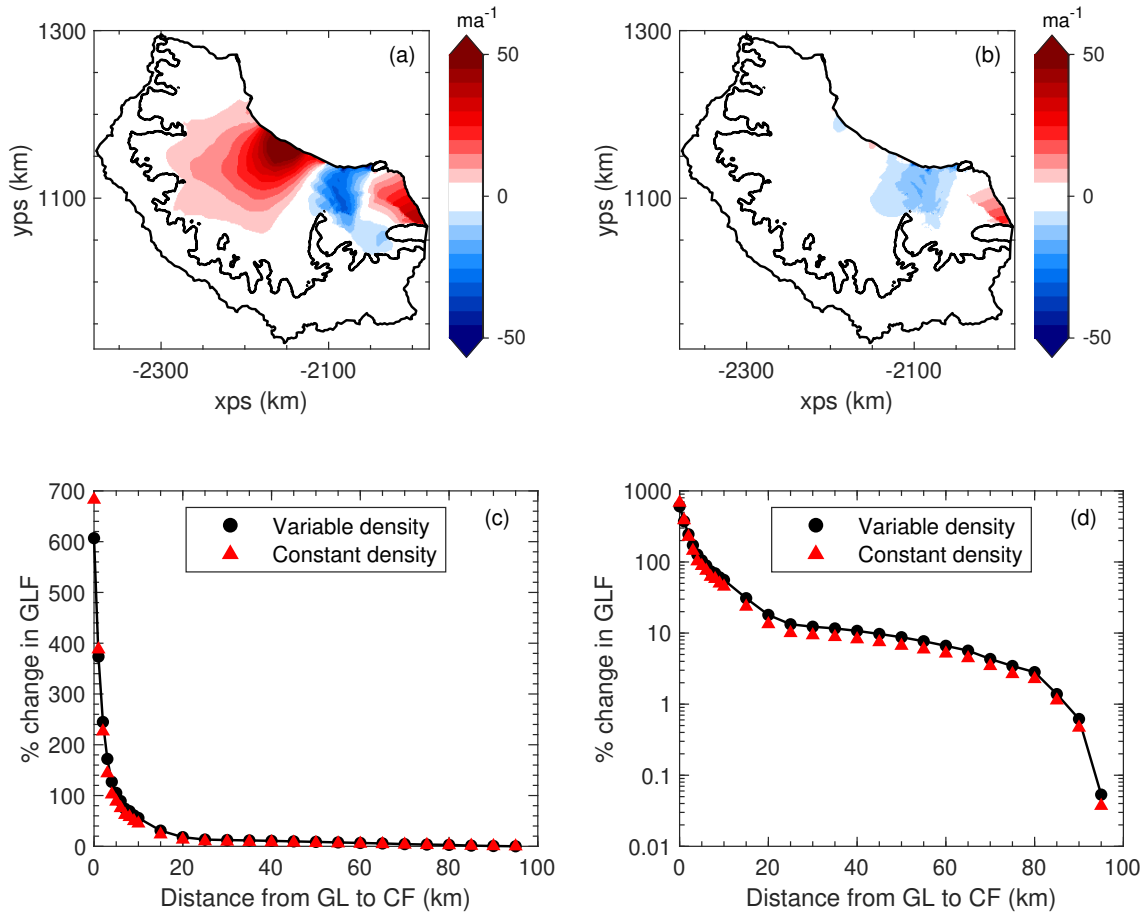 ma-1
ma-1
1300
(a)
50
1300
(b)
50
yps (km)
0
yps (km)
0
1100
1100
-50
-50
-2300
-2100
-2300
-2100
xps (km)
xps (km)
700
(c)
1000
(d)
Variable density
Variable density
600
Constant density
Constant density
100
500
% change in GLF
400
% change in GLF
10
300
1
200
0.1
100
0
0.01
0
20
40
60
80
100
0
20
40
60
80
100
Distance from GL to CF (km)
Distance from GL to CF (km)